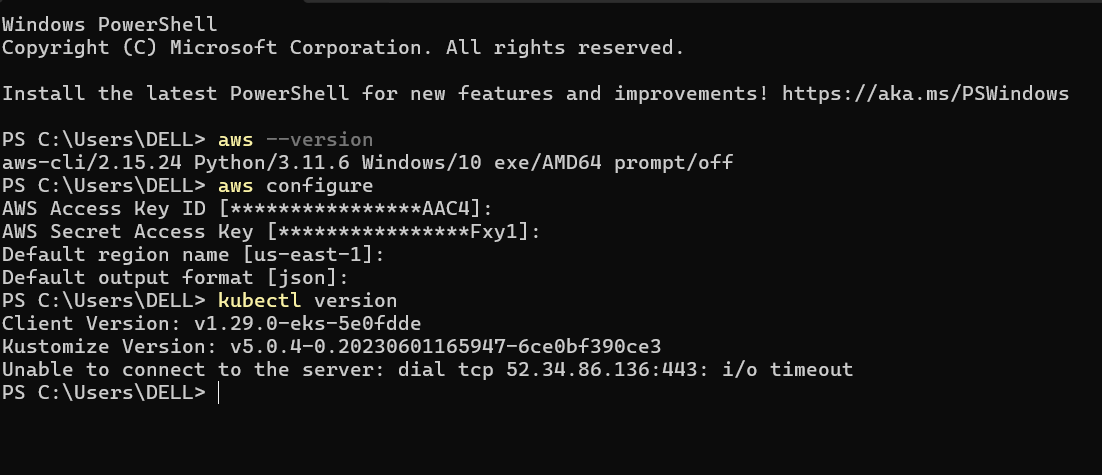 Windows PowerShell
Copyright (C) Microsoft Corporation. All rights reserved.
Install the latest PowerShell for new features and improvements! https://aka.ms/PSWindows
PS C:\Users\DELL> aws --version
aws-cli/2.15.24 Python/3.11.6 Windows/10 exe/AMD64 prompt/off
PS C:\Users\DELL> aws configure
AWS Access Key ID [****************AAC4]:
AWS Secret Access Key [****************Fxy1]:
Default region name [us-east-1]:
Default output format [json]:
PS C:\Users\DELL> kubectl version
Client Version: v1.29.0-eks-5e0fdde
Kustomize Version: v5.0.4-0.20230601165947-6ce0bf390ce3
Unable to connect to the server: dial tcp 52.34.86.136:443: i/o timeout
PS C:\Users\DELL>